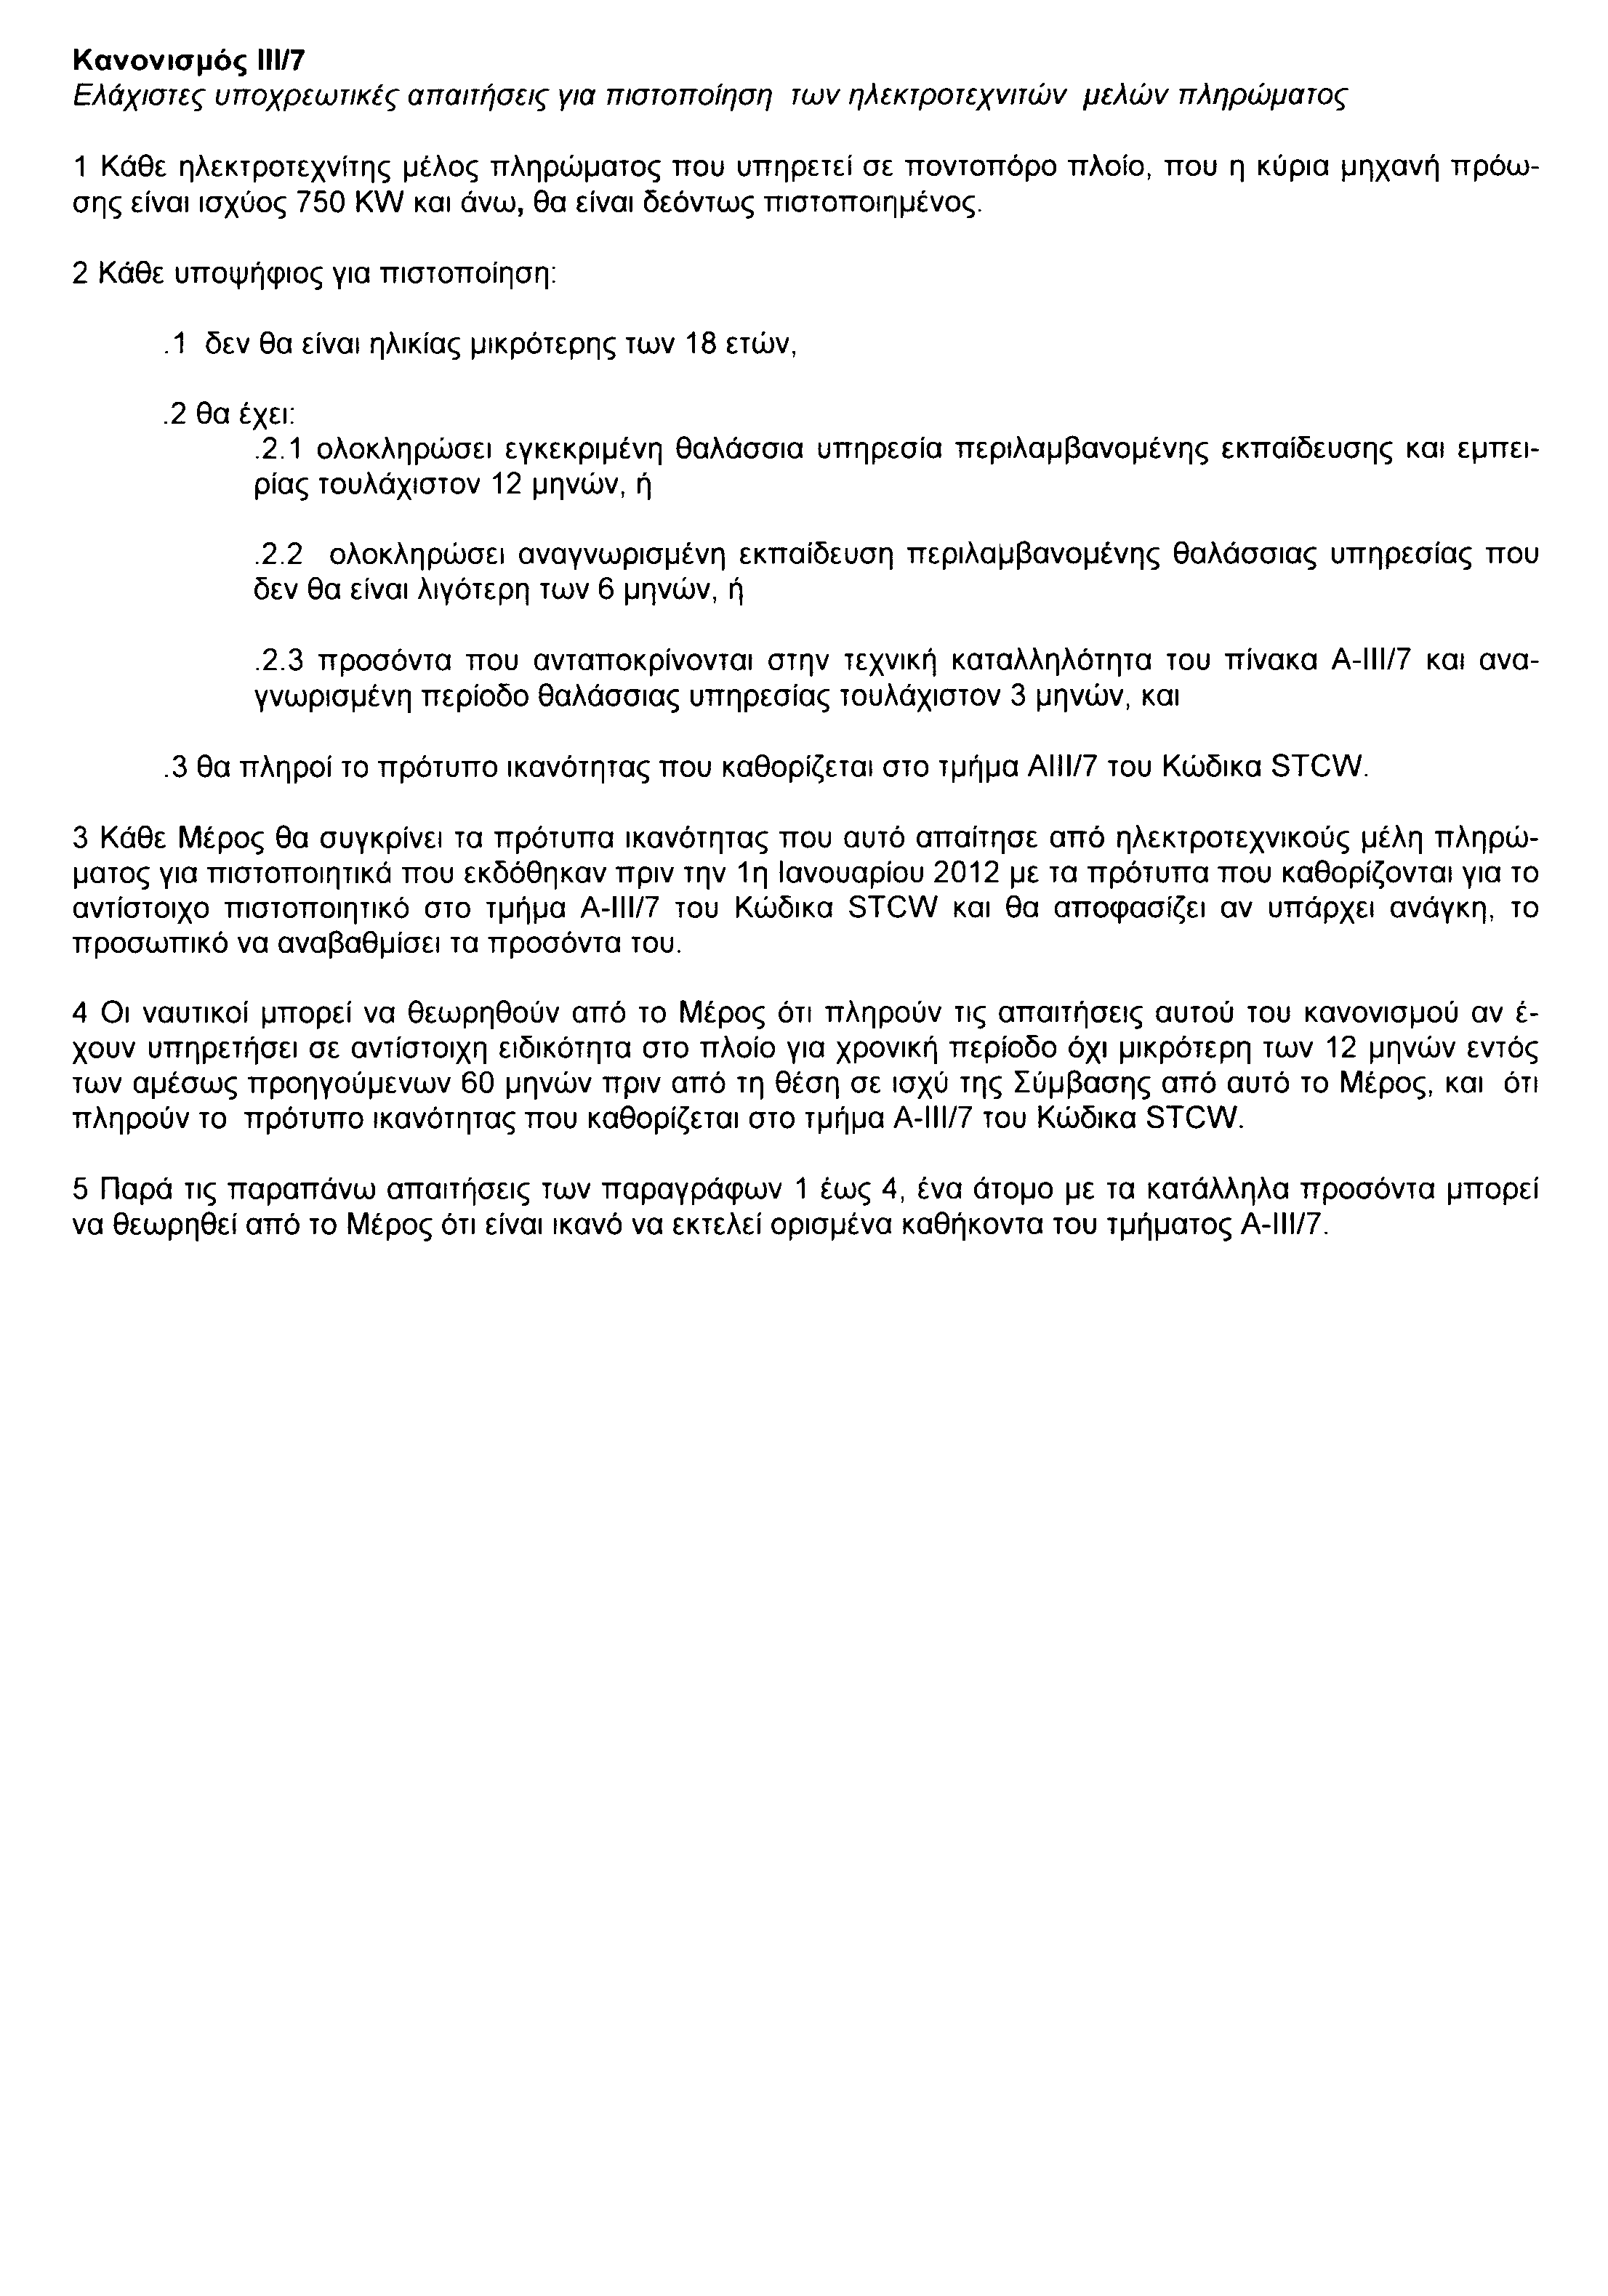 Κανονισμός III/7
Ελάχιστες υποχρεωτικές απαιτήσεις για πιστοποίηση των ηλεκτροτεχνιτών μελών πληρώματος
1 Κάθε ηλεκτροτεχνίτης μέλος πληρώματος που υπηρετεί σε ποντοπόρο πλοίο, που η κύρια μηχανή πρόω-
σης είναι ισχύος 750 KW και άνω, θα είναι δεόντως πιστοποιημένος.
2 Κάθε υποψήφιος για πιστοποίηση:
.1 δεν θα είναι ηλικίας μικρότερης των 18 ετών,
.2 θα έχει:
.2.1 ολοκληρώσει εγκεκριμένη θαλάσσια υπηρεσία περιλαμβανομένης εκπαίδευσης και εμπει-
ρίας τουλάχιστον 12 μηνών, ή
.2.2 ολοκληρώσει αναγνωρισμένη εκπαίδευση περιλαμβανομένης θαλάσσιας υπηρεσίας που
δεν θα είναι λιγότερη των 6 μηνών, ή
.2.3 προσόντα που ανταποκρίνονται στην τεχνική καταλληλότητα του πίνακα A-III/7 και ανα-
γνωρισμένη περίοδο θαλάσσιας υπηρεσίας τουλάχιστον 3 μηνών, και
.3 θα πληροί το πρότυπο ικανότητας που καθορίζεται στο τμήμα AIII/7 του Κώδικα STCW.
3 Κάθε Μέρος θα συγκρίνει τα πρότυπα ικανότητας που αυτό απαίτησε από ηλεκτροτεχνικούς μέλη πληρώ-
ματος για πιστοποιητικά που εκδόθηκαν πριν την 1η Ιανουαρίου 2012 με τα πρότυπα που καθορίζονται για το
αντίστοιχο πιστοποιητικό στο τμήμα A-III/7 του Κώδικα STCW και θα αποφασίζει αν υπάρχει ανάγκη, το
προσωπικό να αναβαθμίσει τα προσόντα του.
4 Οι ναυτικοί μπορεί να θεωρηθούν από το Μέρος ότι πληρούν τις απαιτήσεις αυτού του κανονισμού αν έ-
χουν υπηρετήσει σε αντίστοιχη ειδικότητα στο πλοίο για χρονική περίοδο όχι μικρότερη των 12 μηνών εντός
των αμέσως προηγούμενων 60 μηνών πριν από τη θέση σε ισχύ της Σύμβασης από αυτό το Μέρος, και ότι
πληρούν το πρότυπο ικανότητας που καθορίζεται στο τμήμα A-III/7 του Κώδικα STCW.
5 Παρά τις παραπάνω απαιτήσεις των παραγράφων 1 έως 4, ένα άτομο με τα κατάλληλα προσόντα μπορεί
να θεωρηθεί από το Μέρος ότι είναι ικανό να εκτελεί ορισμένα καθήκοντα του τμήματος A-III/7.